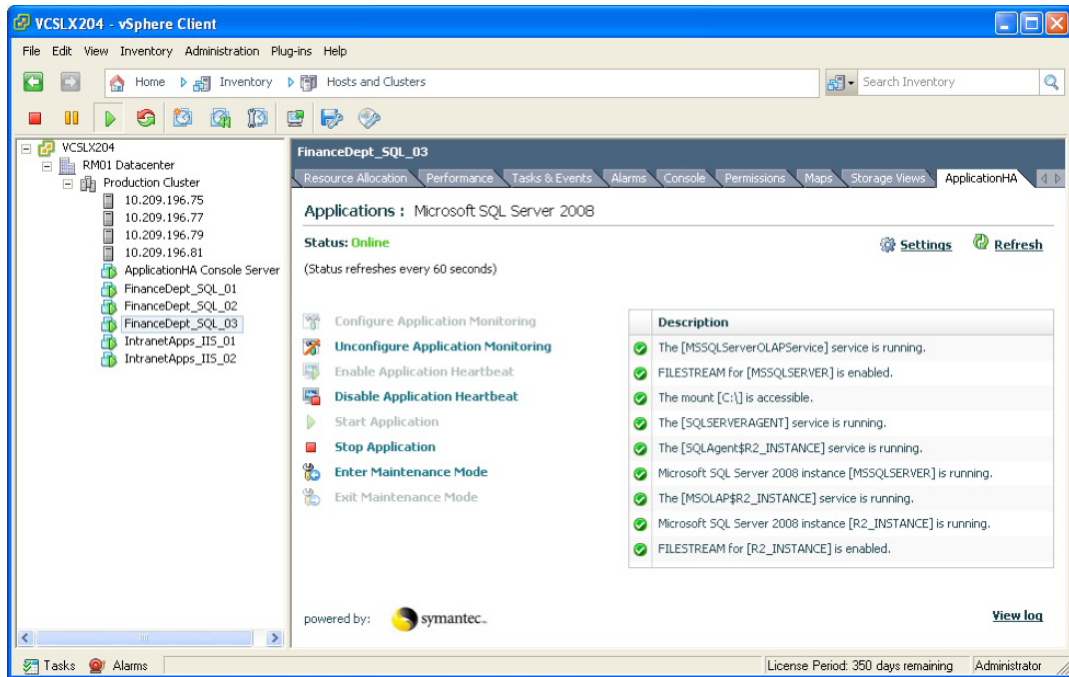 VCSLX204 - vSphere Client
File Edit View Inventory Administration Plug-ins Help
Home Inventory Hosts and Clusters Search Inventory
VCSLX204
RM01 Datacenter
Production Cluster
10.209.196.75
10.209.196.77
10.209.196.79
10.209.196.81
ApplicationHA Console Server
FinanceDept_SQL_01
FinanceDept_SQL_02
FinanceDept_SQL_03
IntranetApps_IIS_01
IntranetApps_IIS_02
FinanceDept_SQL_03
Resource Allocation Performance Tasks & Events Alarms Console Permissions Maps Storage Views ApplicationHA
Applications : Microsoft SQL Server 2008
Status: Online
Settings Refresh
(Status refreshes every 60 seconds)
Configure Application Monitoring
Unconfigure Application Monitoring
Enable Application Heartbeat
Disable Application Heartbeat
Start Application
Stop Application
Enter Maintenance Mode
Exit Maintenance Mode
Description
The [MSSQLServerOLAPService] service is running.
FILESTREAM for [MSSQLSERVER] is enabled.
The mount [C:\] is accessible.
The [SQLSERVERAGENT] service is running.
The [SQLAgent$R2_INSTANCE] service is running.
Microsoft SQL Server 2008 instance [MSSQLSERVER] is running.
The [MSOLAP$R2_INSTANCE] service is running.
Microsoft SQL Server 2008 instance [R2_INSTANCE] is running.
FILESTREAM for [R2_INSTANCE] is enabled.
powered by: symantec.
View log
Tasks Alarms License Period: 350 days remaining Administrator